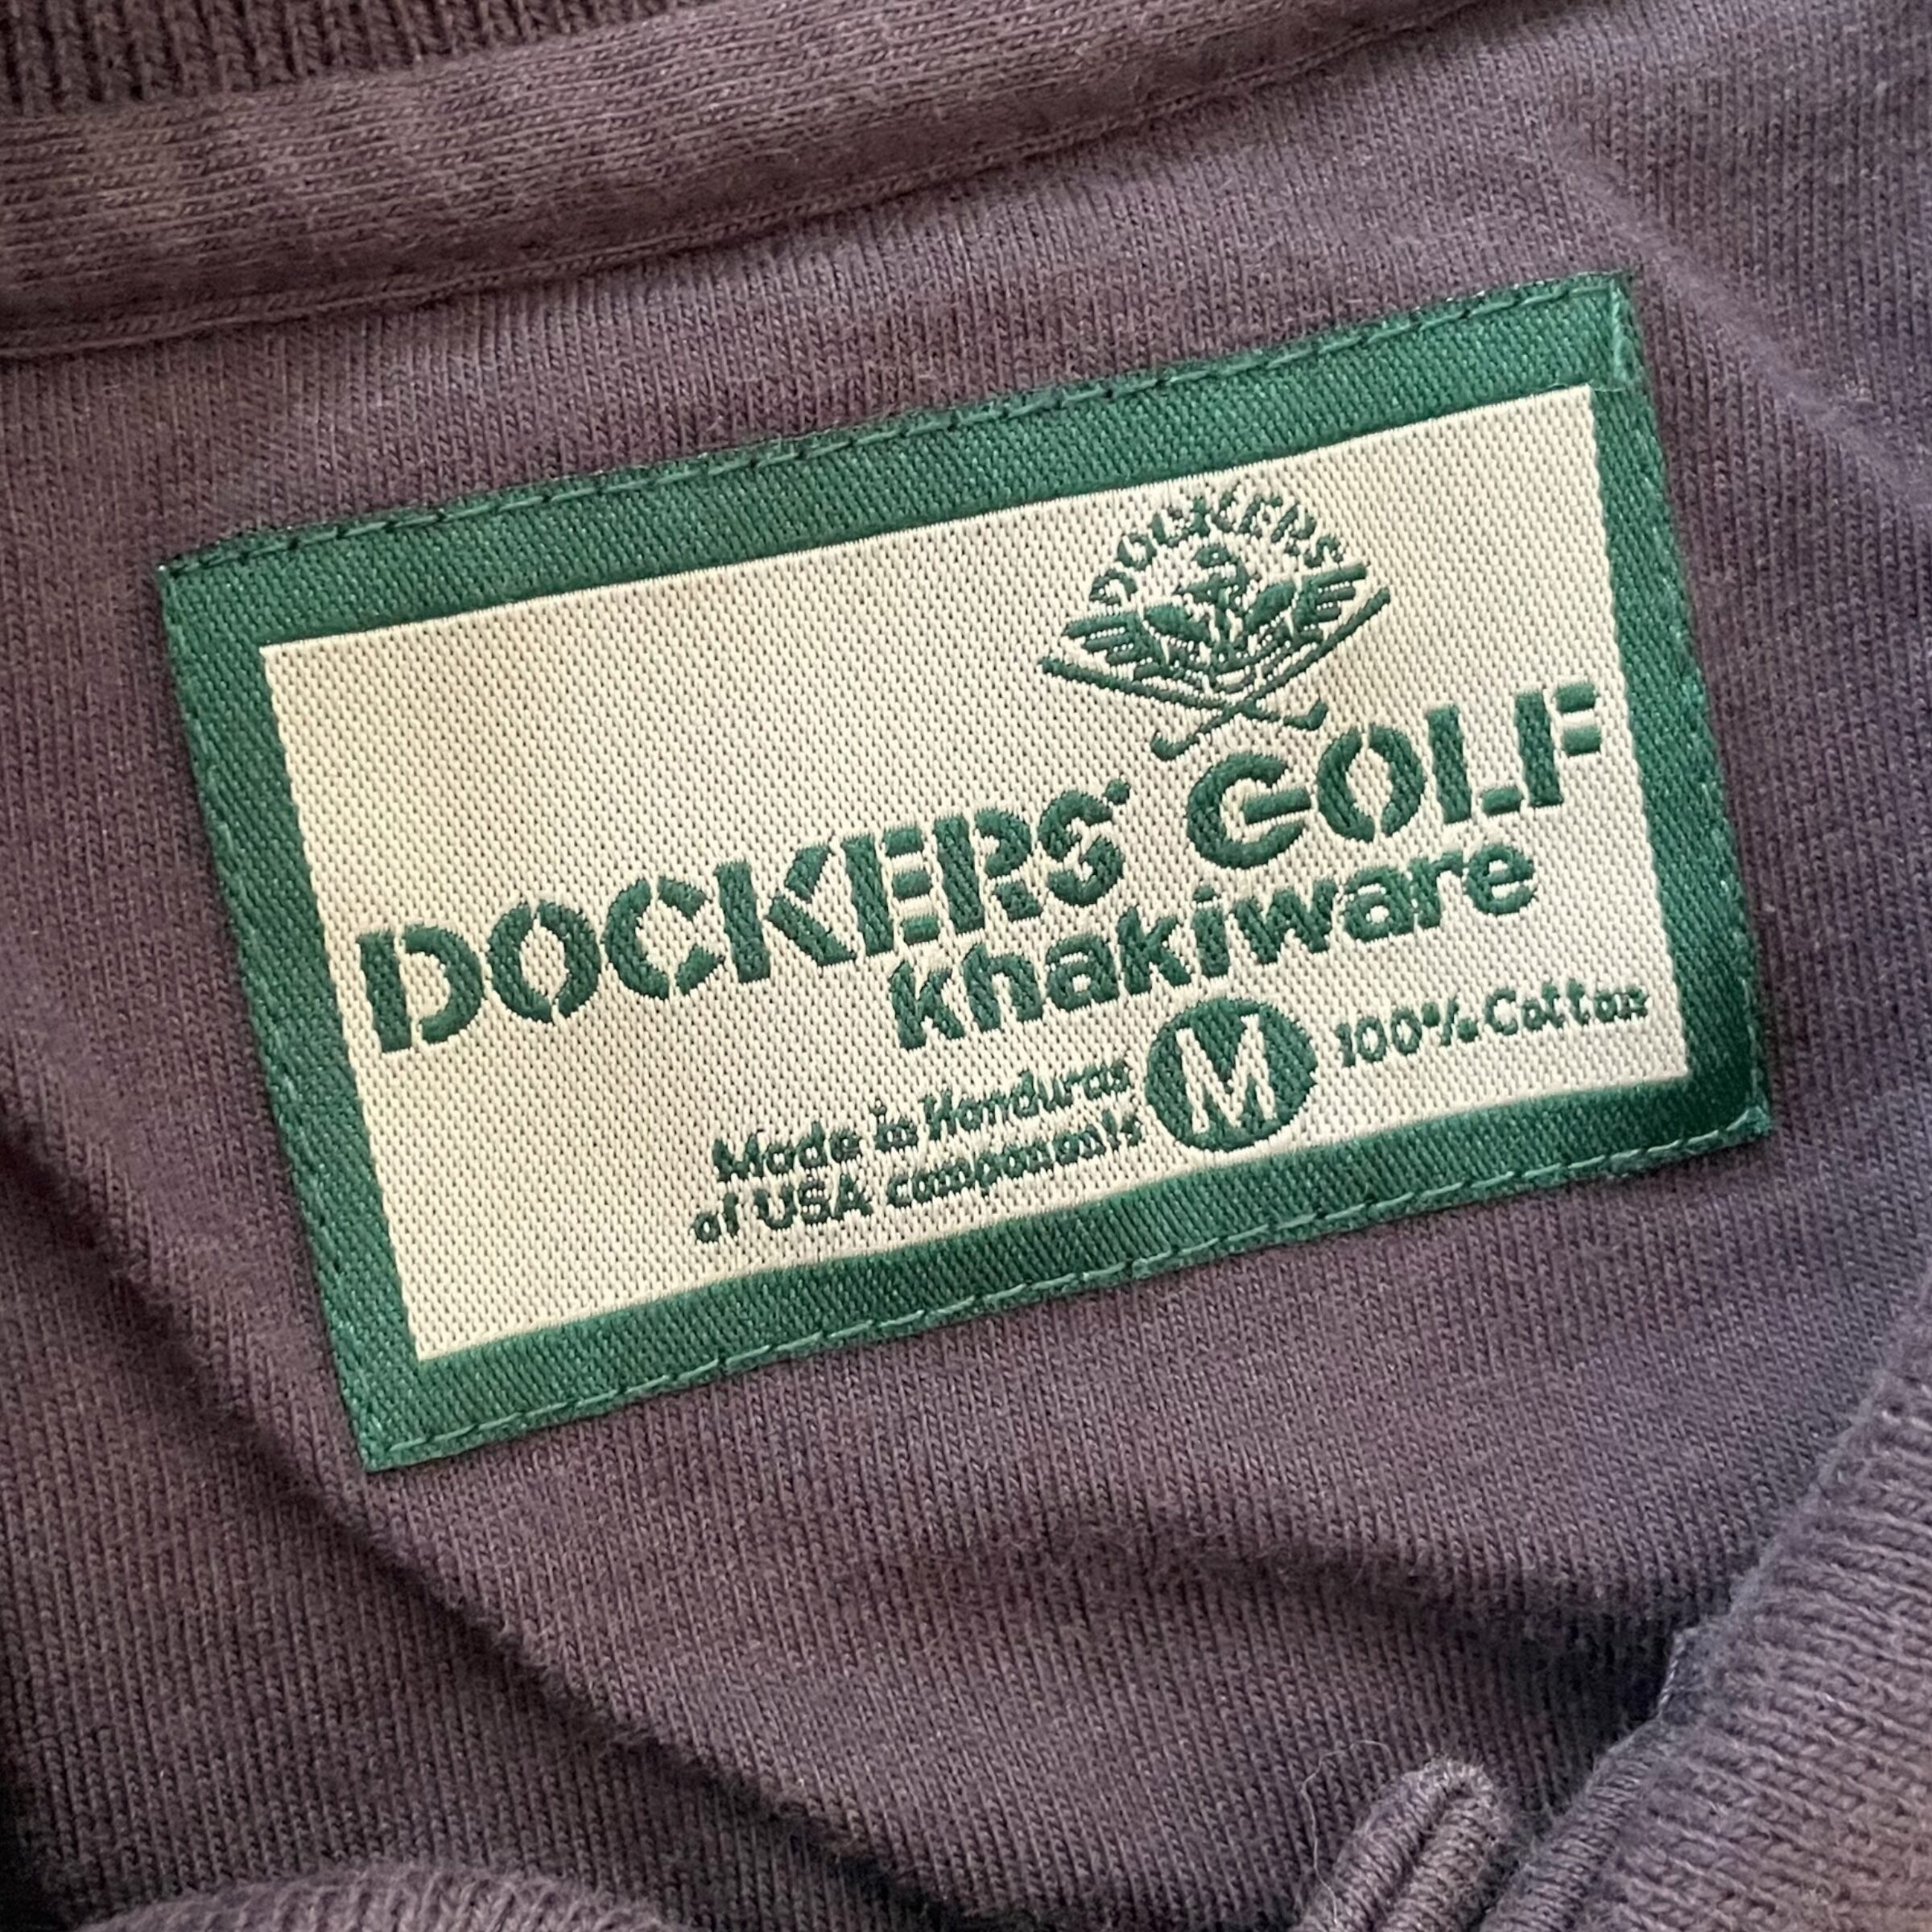 DOCKERS
DOCKERS® GOLF
khakiware
Made in Honduras
of USA components
M
100% Cotton